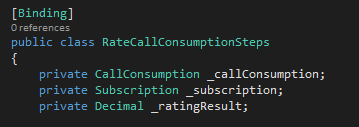 [Binding]
0 references
public class RateCallConsumptionSteps
{
    private CallConsumption _callConsumption;
    private Subscription _subscription;
    private Decimal _ratingResult;